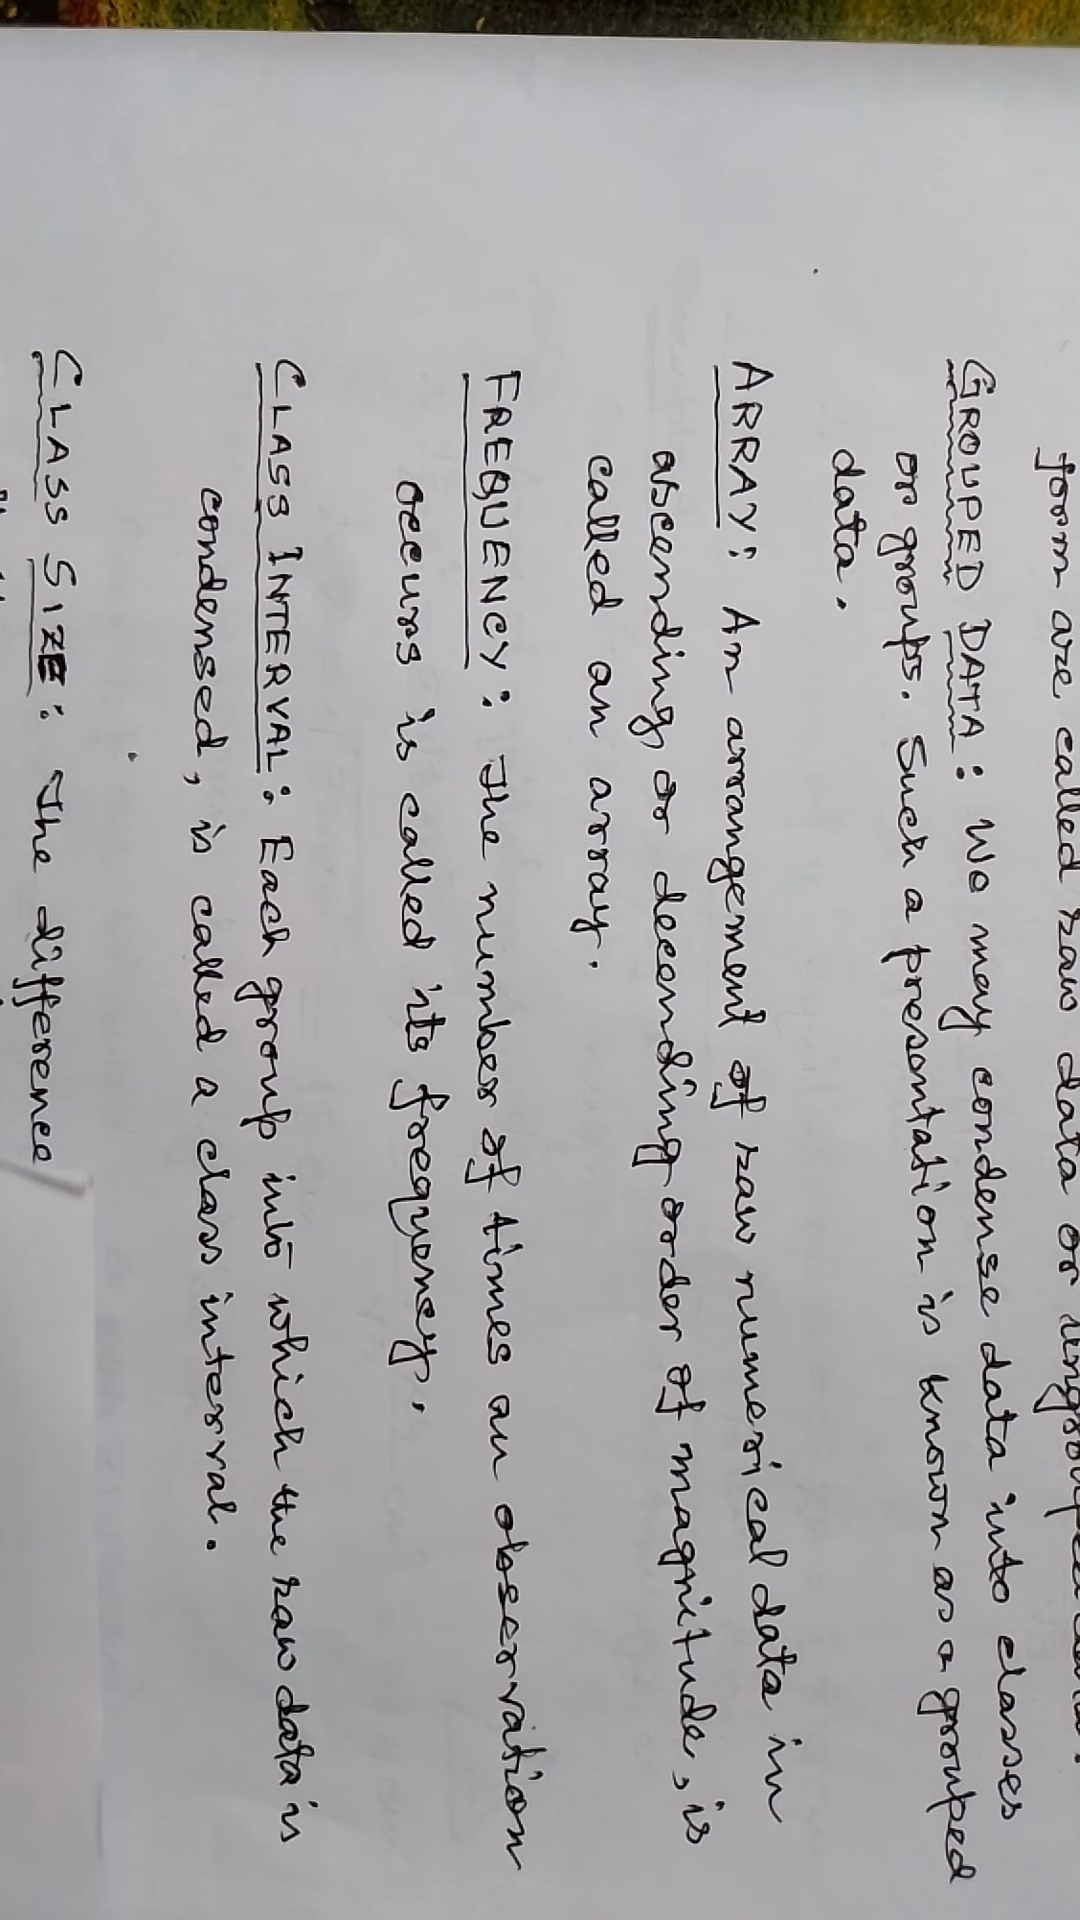 form are called raw data or ungrouped data.
GROUPED DATA: We may condense data into classes
or groups. Such a presentation is known as a grouped
data.
ARRAY: An arrangement of raw numerical data in
ascending or decending order of magnitude, is
called an array.
FREQUENCY: The number of times an observation
occurs is called its frequency.
CLASS INTERVAL: Each group into which the raw data is
condensed, is called a class interval.
CLASS SIZE: The difference